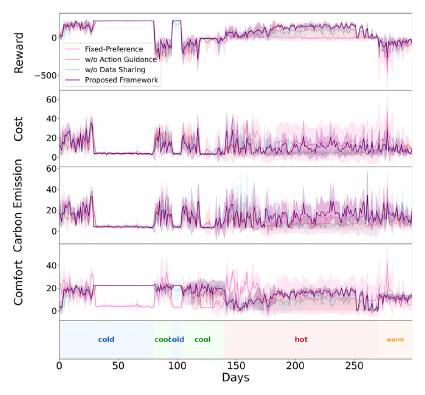 Reward
0
−500
Fixed-Preference
w/o Action Guidance
w/o Data Sharing
Proposed Framework
Cost
60
40
20
0
Carbon Emission
60
40
20
0
Comfort
40
20
0
cold
cool
cold
cool
hot
warm
0
50
100
150
200
250
Days